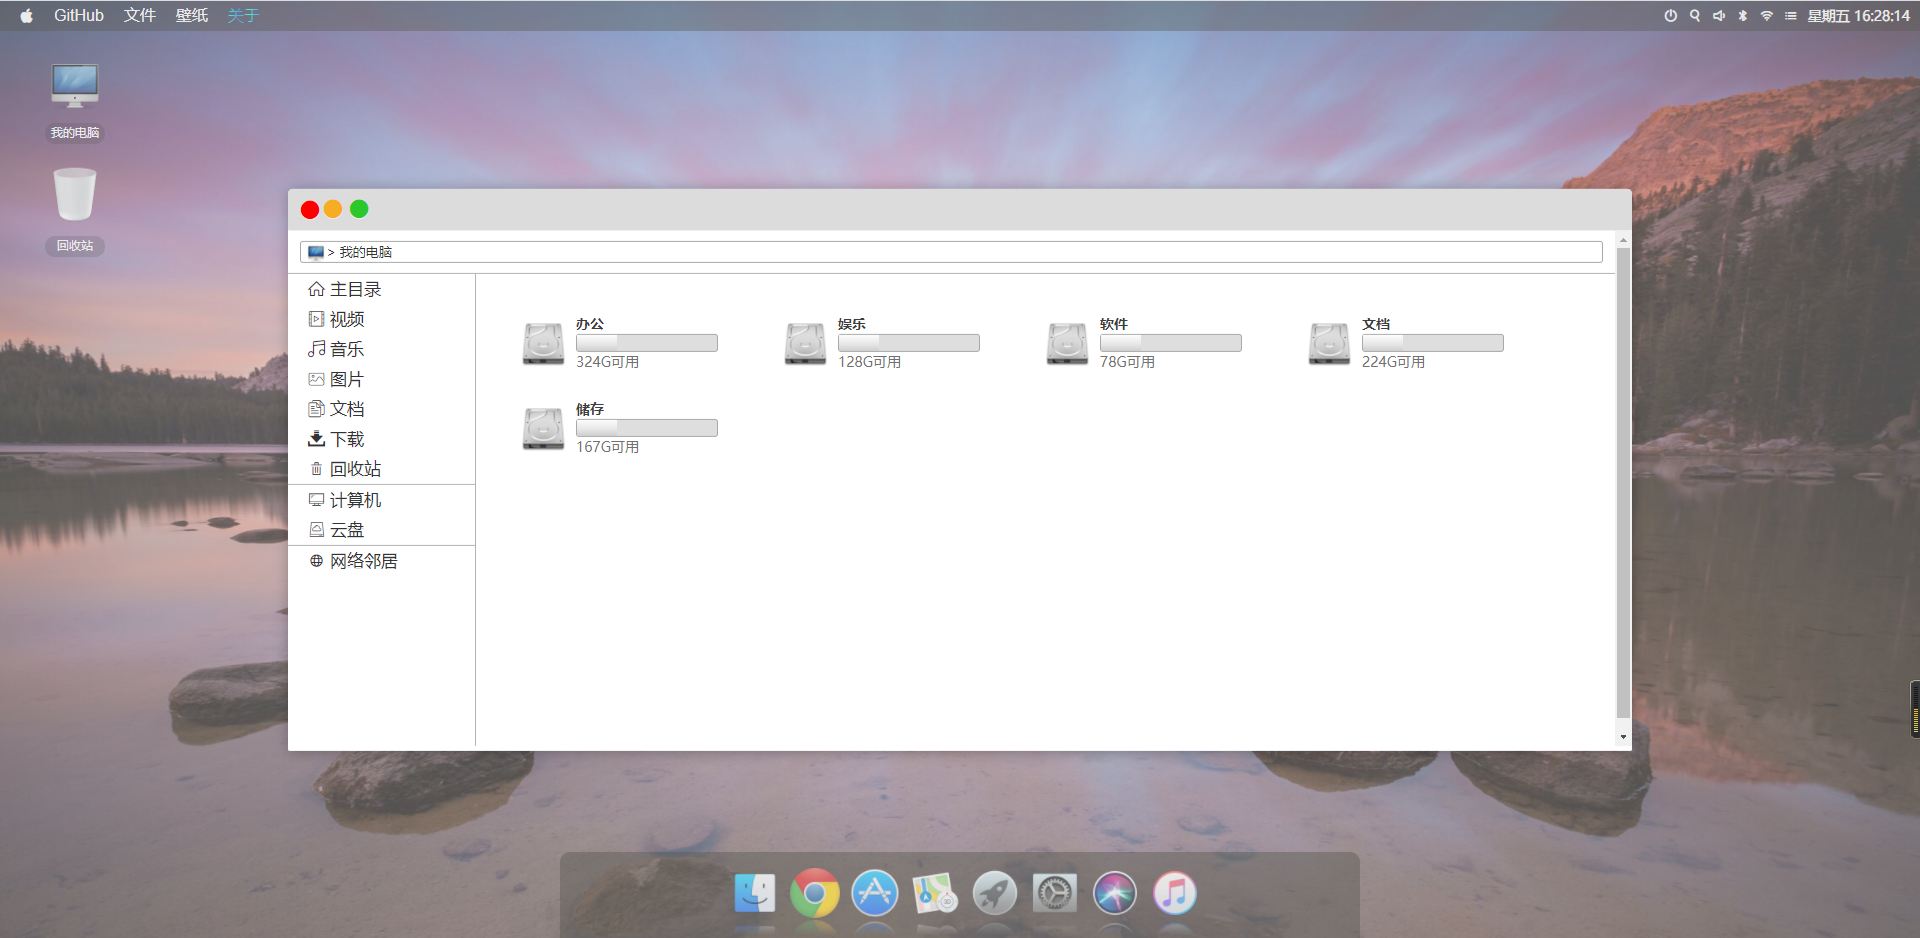 GitHub 文件 壁纸 关于
星期五 16:28:14
我的电脑
回收站
> 我的电脑
主目录
视频
音乐
图片
文档
下载
回收站
计算机
云盘
网络邻居
办公
324G可用
娱乐
128G可用
软件
78G可用
文档
224G可用
储存
167G可用